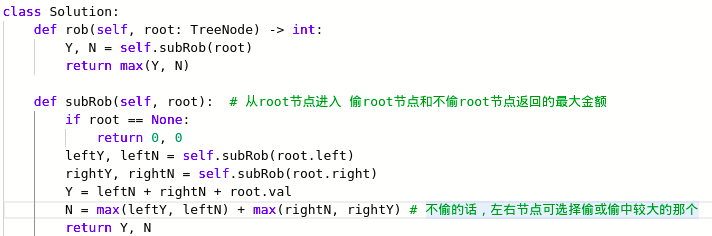 class Solution:
    def rob(self, root: TreeNode) -> int:
        Y, N = self.subRob(root)
        return max(Y, N)
    def subRob(self, root):  # 从root节点进入 偷root节点和不偷root节点返回的最大金额
        if root == None:
            return 0, 0
        leftY, leftN = self.subRob(root.left)
        rightY, rightN = self.subRob(root.right)
        Y = leftN + rightN + root.val
        N = max(leftY, leftN) + max(rightN, rightY) # 不偷的话，左右节点可选择偷或偷中较大的那个
        return Y, N